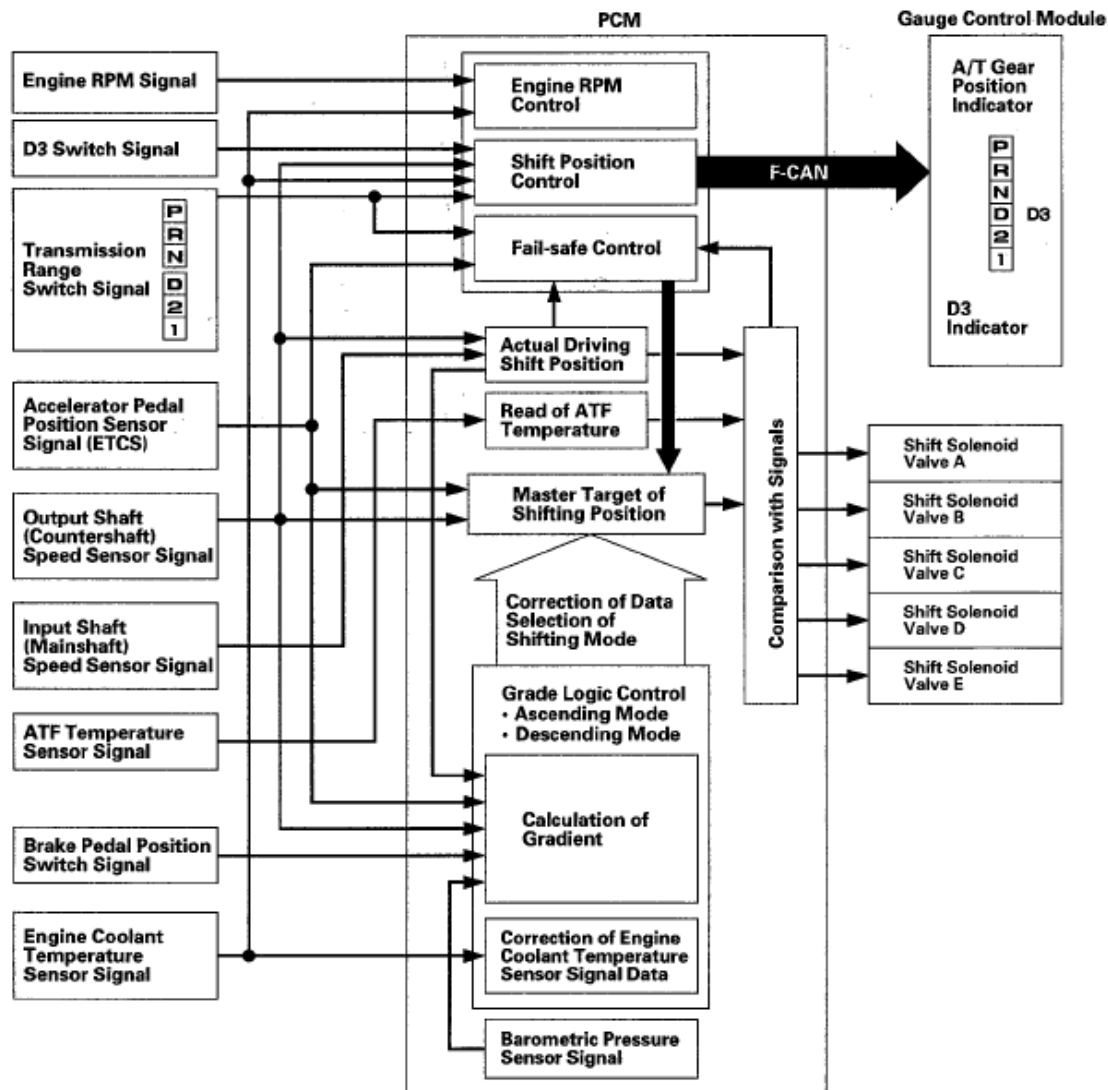 PCM
Gauge Control Module
Engine RPM Signal
D3 Switch Signal
Transmission
Range
Switch Signal
P
R
N
D
2
1
Accelerator Pedal
Position Sensor
Signal (ETCS)
Output Shaft
(Countershaft)
Speed Sensor Signal
Input Shaft
(Mainshaft)
Speed Sensor Signal
ATF Temperature
Sensor Signal
Brake Pedal Position
Switch Signal
Engine Coolant
Temperature
Sensor Signal
Engine RPM
Control
Shift Position
Control
Fail-safe Control
Actual Driving
Shift Position
Read of ATF
Temperature
Master Target of
Shifting Position
Correction of Data
Selection of
Shifting Mode
Grade Logic Control
• Ascending Mode
• Descending Mode
Calculation of
Gradient
Correction of Engine
Coolant Temperature
Sensor Signal Data
Barometric Pressure
Sensor Signal
F-CAN
Comparison with Signals
A/T Gear
Position
Indicator
P
R
N
D
2
1
D3
D3
Indicator
Shift Solenoid
Valve A
Shift Solenoid
Valve B
Shift Solenoid
Valve C
Shift Solenoid
Valve D
Shift Solenoid
Valve E